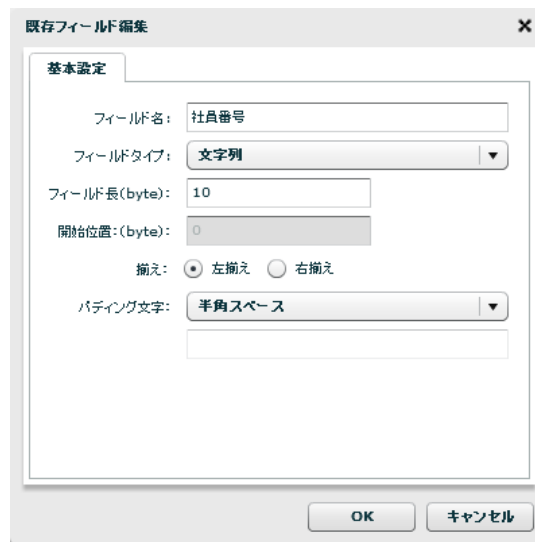 既存フィールド編集
基本設定
フィールド名: 社員番号
フィールドタイプ: 文字列
フィールド長(byte): 10
開始位置:(byte): 0
揃え: 左揃え 右揃え
パディング文字: 半角スペース
OK キャンセル